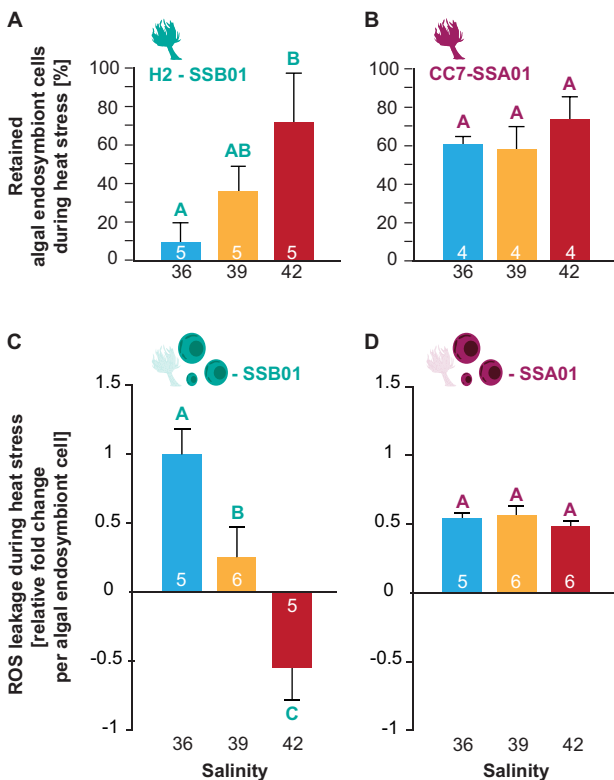 A
H2 - SSB01
Retained
algal endosymbiont cells
during heat stress [%]
100
80
60
40
20
0
A
AB
B
5
5
5
36
39
42
B
CC7-SSA01
100
80
60
40
20
0
A
A
A
4
4
4
36
39
42
C
- SSB01
ROS leakage during heat stress
[relative fold change
per algal endosymbiont cell]
1.5
1
0.5
0
-0.5
-1
A
B
C
5
6
5
36
39
42
Salinity
D
- SSA01
1.5
1
0.5
0
-0.5
-1
A
A
A
5
6
6
36
39
42
Salinity